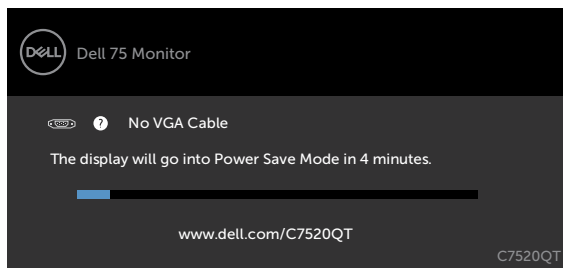 DELL
Dell 75 Monitor
? No VGA Cable
The display will go into Power Save Mode in 4 minutes.
www.dell.com/C7520QT
C7520QT